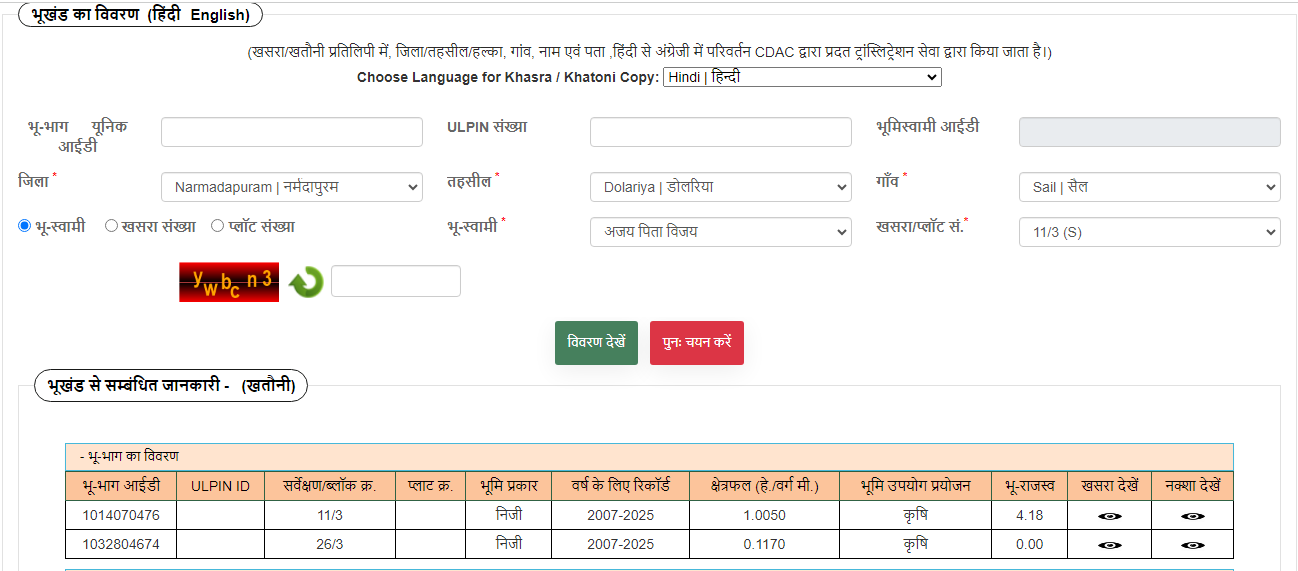 भूखंड का विवरण (हिंदी English)
(खसरा/खतौनी प्रतिलिपी में, जिला/तहसील/हल्का, गांव, नाम एवं पता ,हिंदी से अंग्रेजी में परिवर्तन CDAC द्वारा प्रदत ट्रांस्लिट्रेशन सेवा द्वारा किया जाता है।)
Choose Language for Khasra / Khatoni Copy: Hindi | हिन्दी
भू-भाग यूनिक आईडी ULPIN संख्या भूमिस्वामी आईडी
जिला * Narmadapuram | नर्मदापुरम तहसील * Dolariya | डोलरिया गाँव * Sail | सैल
भू-स्वामी खसरा संख्या प्लॉट संख्या भू-स्वामी * अजय पिता विजय खसरा/प्लॉट सं.* 11/3 (S)
ywbcn3
विवरण देखें पुनः चयन करें
भूखंड से सम्बंधित जानकारी - (खतौनी)
- भू-भाग का विवरण
भू-भाग आईडी ULPIN ID सर्वेक्षण/ब्लॉक क्र. प्लाट क्र. भूमि प्रकार वर्ष के लिए रिकॉर्ड क्षेत्रफल (हे./वर्ग मी.) भूमि उपयोग प्रयोजन भू-राजस्व खसरा देखें नक्शा देखें
1014070476 11/3 निजी 2007-2025 1.0050 कृषि 4.18
1032804674 26/3 निजी 2007-2025 0.1170 कृषि 0.00